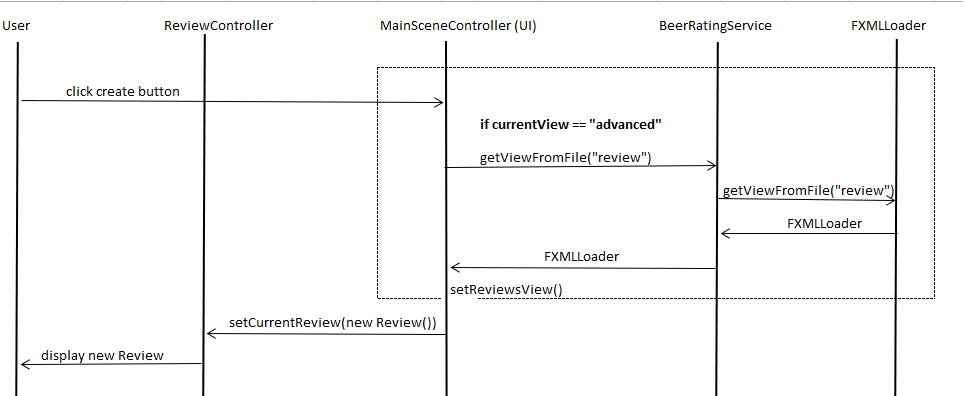 User
ReviewController
MainSceneController (UI)
BeerRatingService
FXMLLoader
click create button
if currentView == "advanced"
getViewFromFile("review")
getViewFromFile("review")
FXMLLoader
FXMLLoader
setReviewsView()
setCurrentReview(new Review())
display new Review